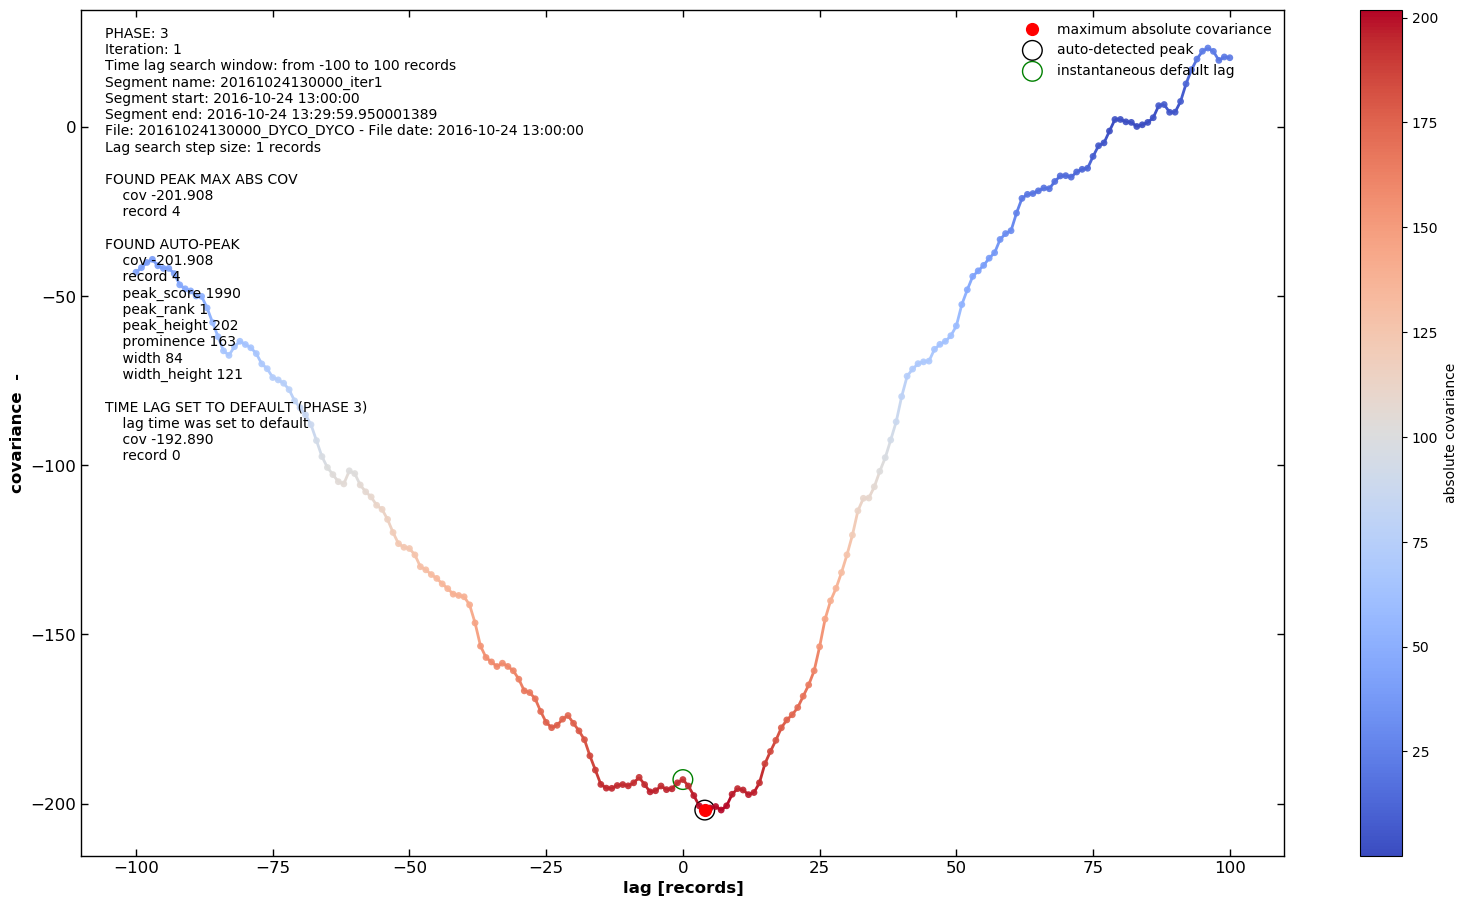 PHASE: 3
Iteration: 1
Time lag search window: from -100 to 100 records
Segment name: 20161024130000_iter1
Segment start: 2016-10-24 13:00:00
Segment end: 2016-10-24 13:29:59.950001389
File: 20161024130000_DYCO_DYCO - File date: 2016-10-24 13:00:00
Lag search step size: 1 records
FOUND PEAK MAX ABS COV
cov -201.908
record 4
FOUND AUTO-PEAK
cov -201.908
record 4
peak_score 1990
peak_rank 1
peak_height 202
prominence 163
width 84
width_height 121
TIME LAG SET TO DEFAULT (PHASE 3)
lag time was set to default
cov -192.890
record 0
maximum absolute covariance
auto-detected peak
instantaneous default lag
covariance -
0
−50
−100
−150
−200
−100
−75
−50
−25
0
25
50
75
100
lag [records]
200
175
150
125
100
75
50
25
absolute covariance